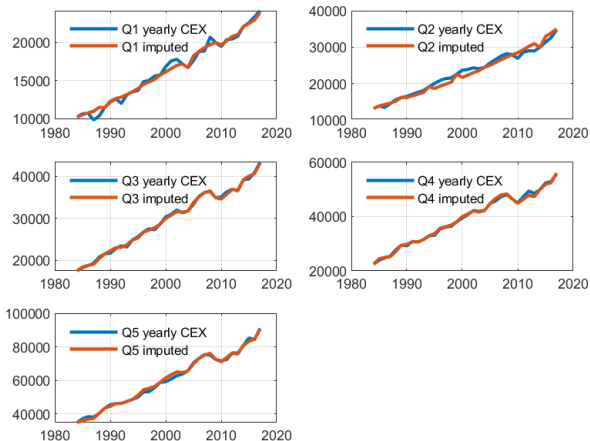 Q1 yearly CEX
Q1 imputed
20000
15000
10000
1980 1990 2000 2010 2020
Q2 yearly CEX
Q2 imputed
40000
30000
20000
10000
1980 1990 2000 2010 2020
Q3 yearly CEX
Q3 imputed
40000
30000
20000
1980 1990 2000 2010 2020
Q4 yearly CEX
Q4 imputed
60000
40000
20000
1980 1990 2000 2010 2020
Q5 yearly CEX
Q5 imputed
100000
80000
60000
40000
1980 1990 2000 2010 2020